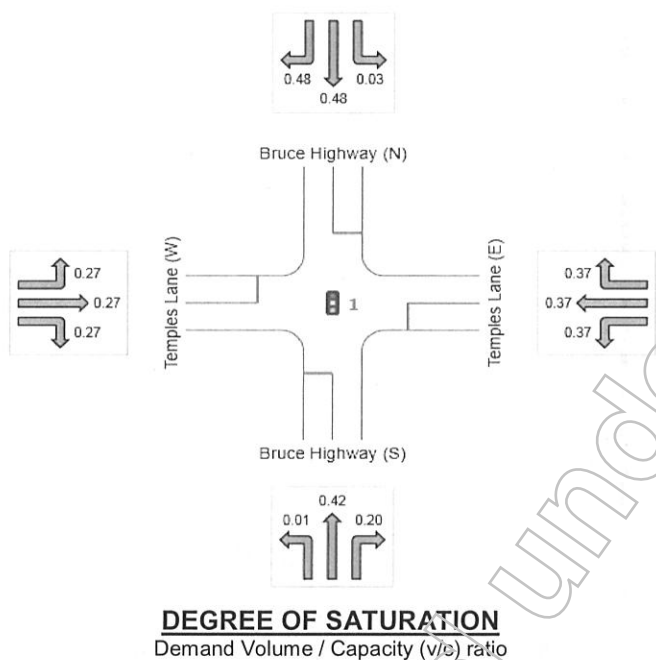 0.48 0.03
0.48
Bruce Highway (N)
Temples Lane (W)
0.27
0.27
0.27
1
Temples Lane (E)
0.37
0.37
0.37
Bruce Highway (S)
0.42
0.01 0.20
DEGREE OF SATURATION
Demand Volume / Capacity (v/c) ratio
unde